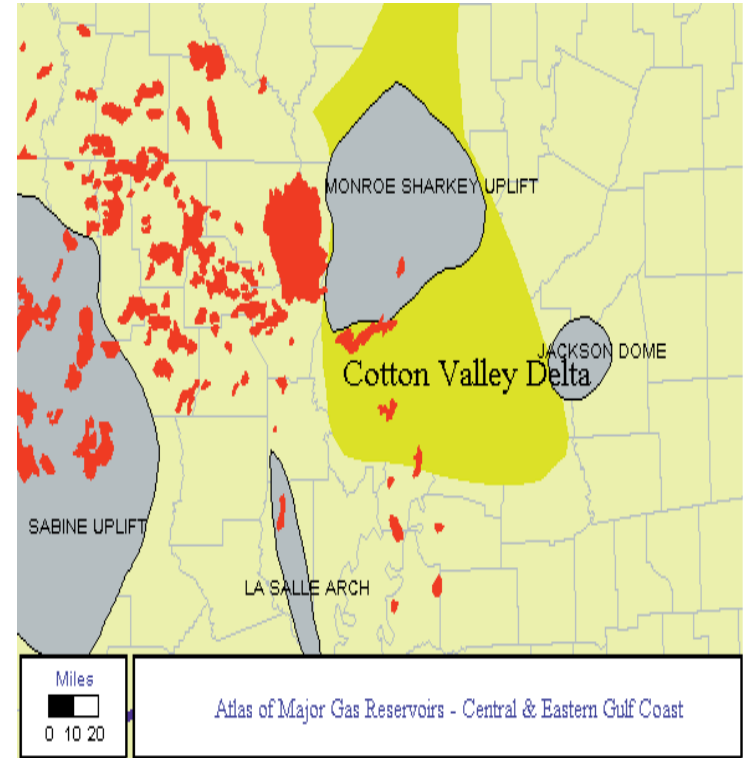 MONROE SHARKEY UPLIFT
JACKSON DOME
Cotton Valley Delta
SABINE UPLIFT
LA SALLE ARCH
Miles
0 10 20
Atlas of Major Gas Reservoirs - Central & Eastern Gulf Coast